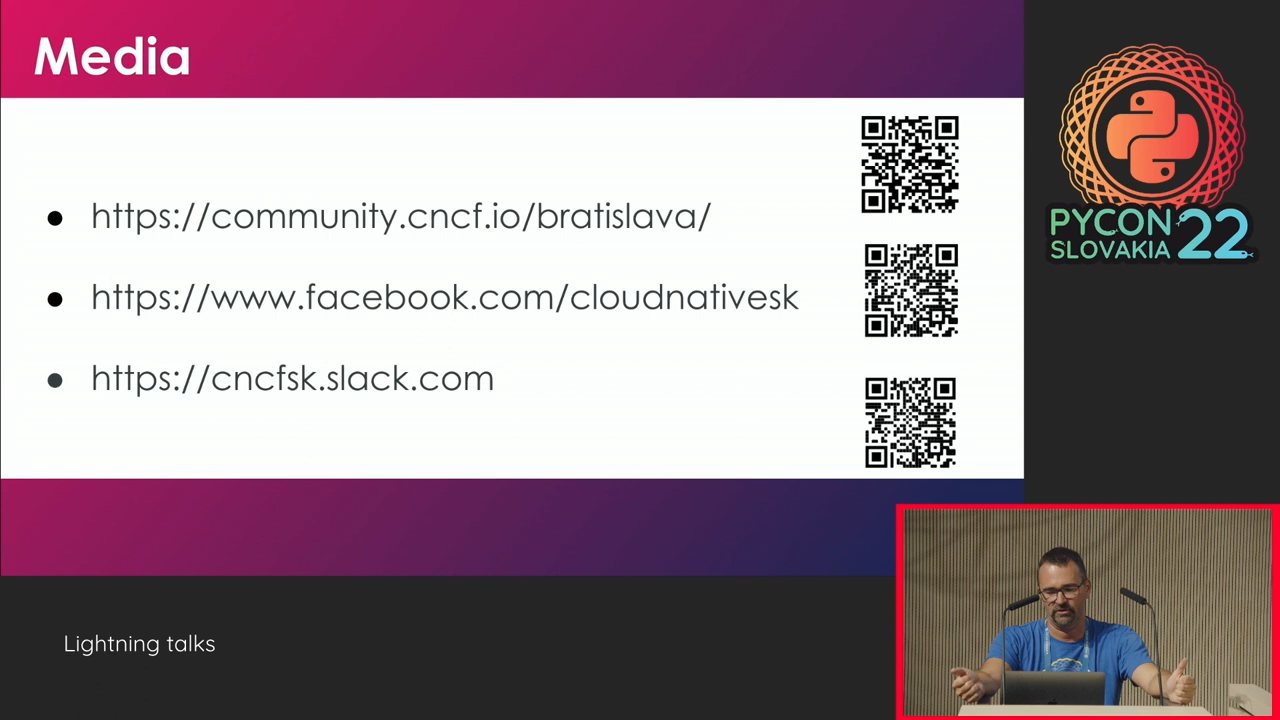 Media
https://community.cncf.io/bratislava/
https://www.facebook.com/cloudnativesk
https://cncfsk.slack.com
PYCON
SLOVAKIA
22
Lightning talks